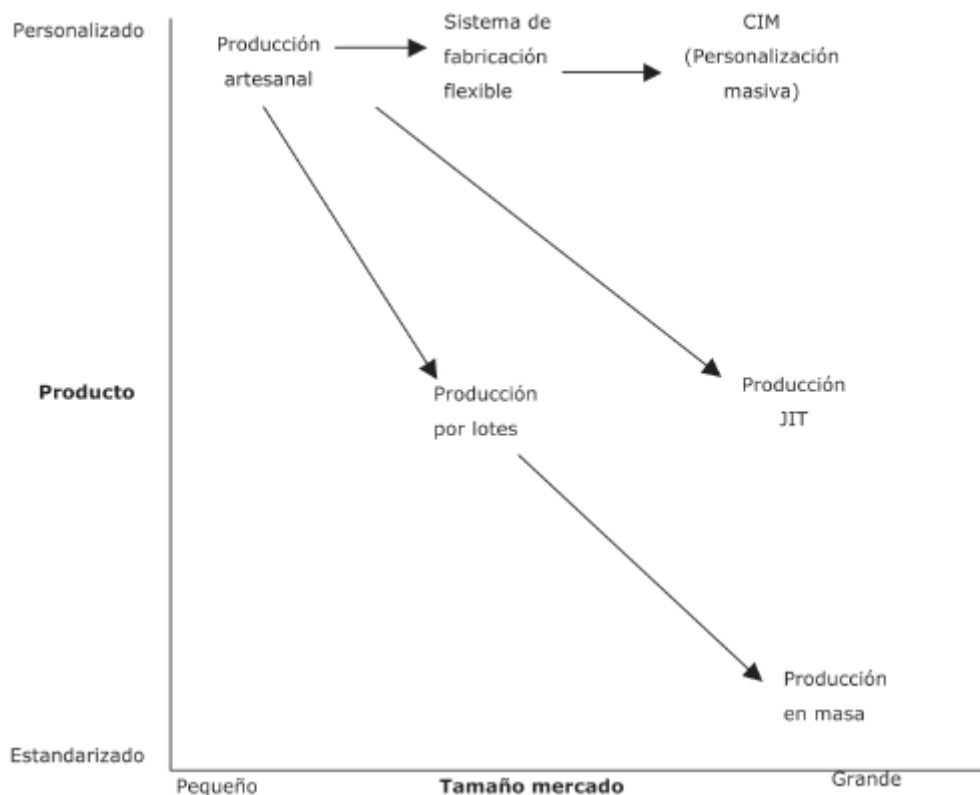 Personalizado
Producción
artesanal
Sistema de
fabricación
flexible
CIM
(Personalización
masiva)
Producto
Producción
por lotes
Producción
JIT
Producción
en masa
Estandarizado
Pequeño
Tamaño mercado
Grande